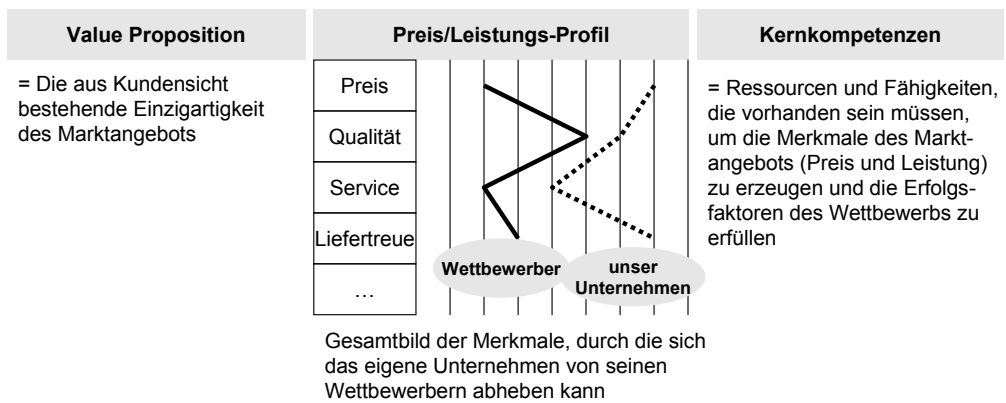 Value Proposition
= Die aus Kundensicht
bestehende Einzigartigkeit
des Marktangebots
Preis/Leistungs-Profil
Preis
Qualität
Service
Liefertreue
…
Wettbewerber
unser
Unternehmen
Gesamtbild der Merkmale, durch die sich
das eigene Unternehmen von seinen
Wettbewerbern abheben kann
Kernkompetenzen
= Ressourcen und Fähigkeiten,
die vorhanden sein müssen,
um die Merkmale des Markt-
angebots (Preis und Leistung)
zu erzeugen und die Erfolgs-
faktoren des Wettbewerbs zu
erfüllen